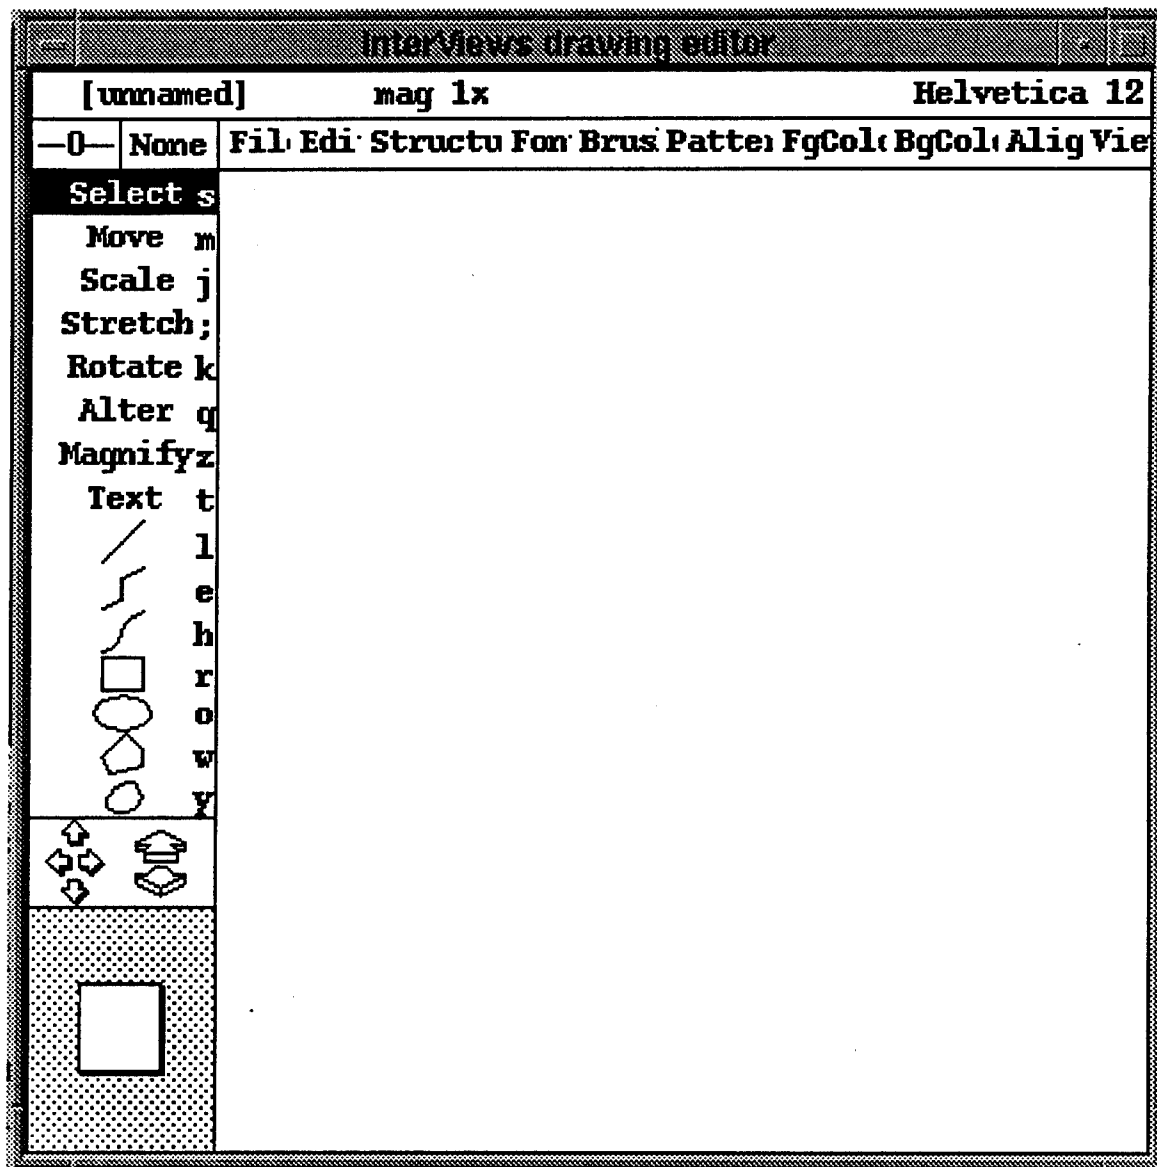 InterViews drawing editor
[unnamed] mag 1x Helvetica 12
—0— None Fil Edi Structu Fon Brus Patte FgCol BgCol Alig Vie
Select s
Move m
Scale j
Stretch ;
Rotate k
Alter q
Magnify z
Text t
l
e
h
r
o
w
y